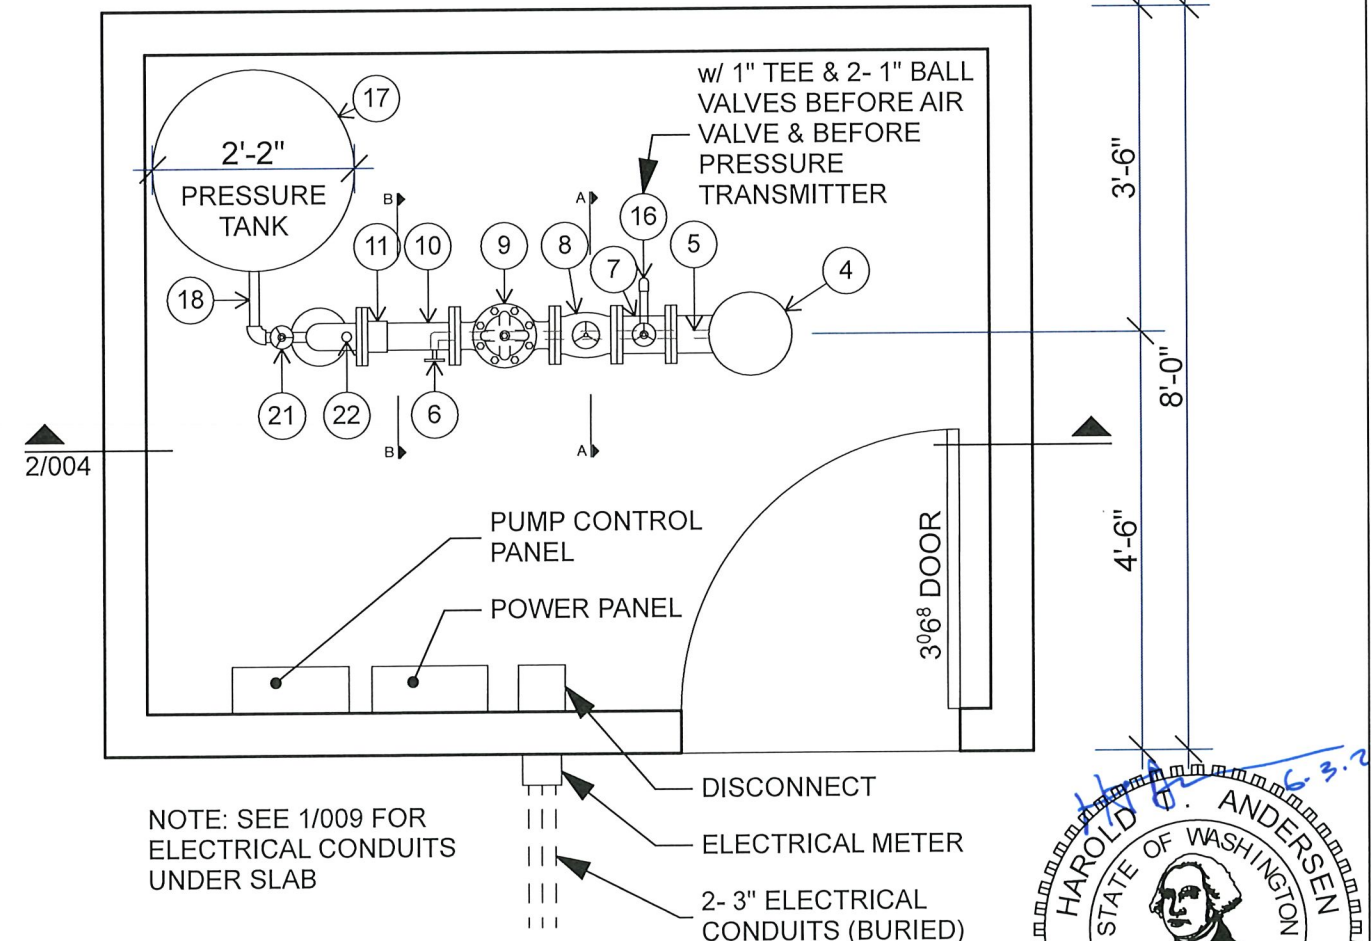 w/ 1" TEE & 2- 1" BALL
VALVES BEFORE AIR
VALVE & BEFORE
PRESSURE
TRANSMITTER
17
2'-2"
PRESSURE
TANK
B
A
16
11
10
9
8
7
5
4
18
21
22
6
B
A
2/004
3'-6"
8'-0"
4'-6"
PUMP CONTROL
PANEL
POWER PANEL
3⁰6⁸ DOOR
DISCONNECT
ELECTRICAL METER
2- 3" ELECTRICAL
CONDUITS (BURIED)
NOTE: SEE 1/009 FOR
ELECTRICAL CONDUITS
UNDER SLAB
HAROLD T. ANDERSEN
STATE OF WASHINGTON